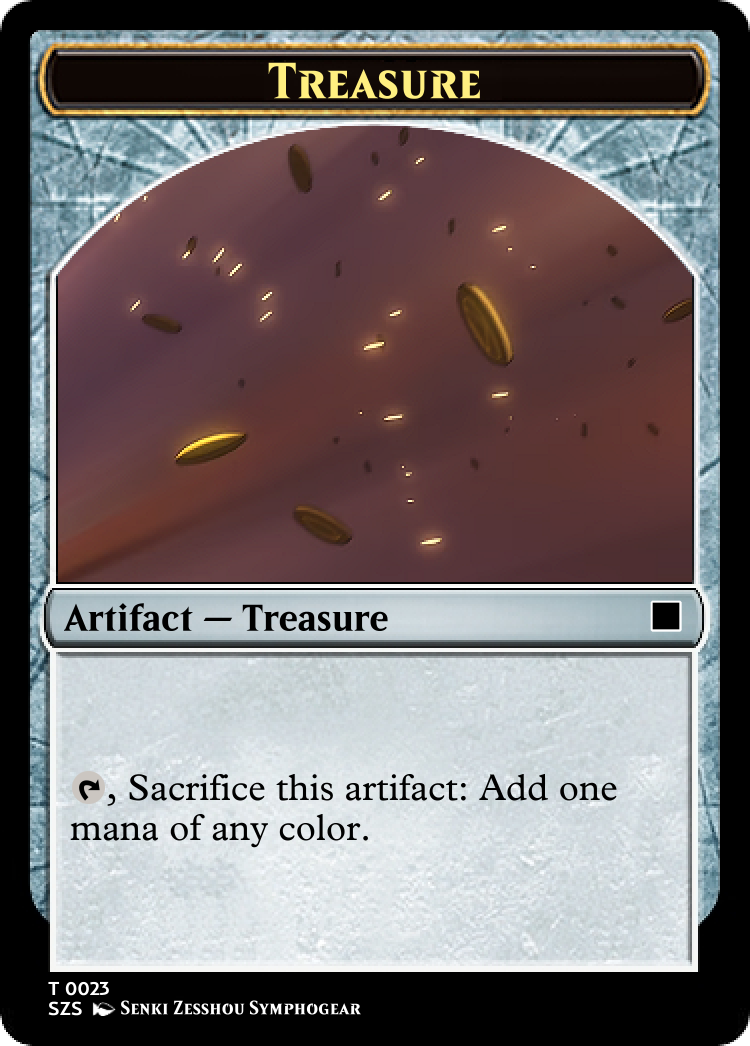 Treasure
Artifact — Treasure
, Sacrifice this artifact: Add one
mana of any color.
T 0023
SZS Senki Zesshou Symphogear